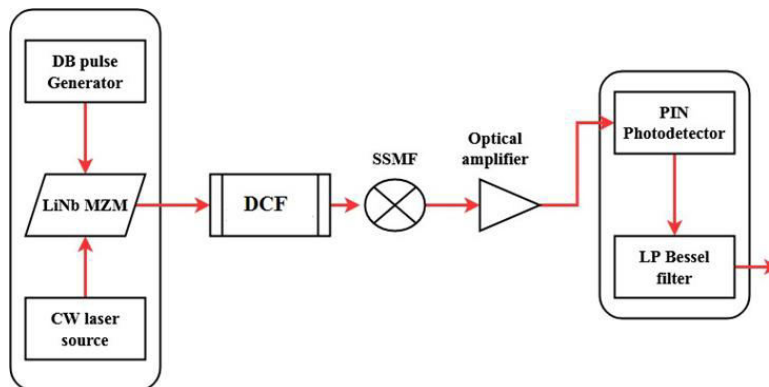 DB pulse
Generator
LiNb MZM
CW laser
source
DCF
SSMF
Optical
amplifier
PIN
Photodetector
LP Bessel
filter